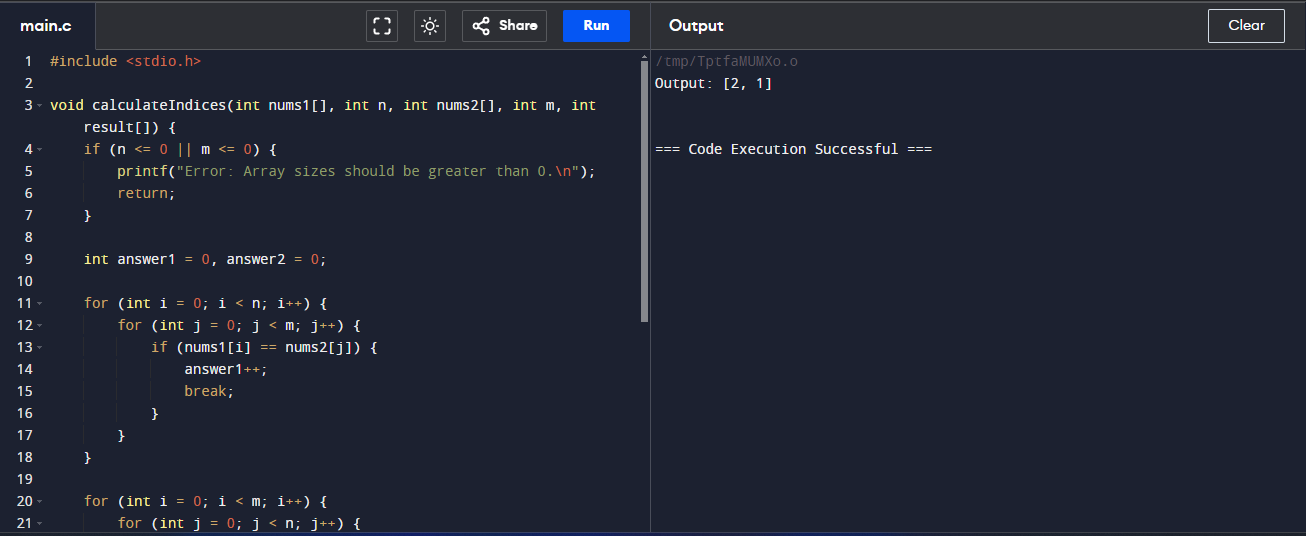 main.c
Share
Run
Output
Clear
1 #include <stdio.h>
2
3 void calculateIndices(int nums1[], int n, int nums2[], int m, int
result[]) {
4 if (n <= 0 || m <= 0) {
5 printf("Error: Array sizes should be greater than 0.\n");
6 return;
7 }
8
9 int answer1 = 0, answer2 = 0;
10
11 for (int i = 0; i < n; i++) {
12 for (int j = 0; j < m; j++) {
13 if (nums1[i] == nums2[j]) {
14 answer1++;
15 break;
16 }
17 }
18 }
19
20 for (int i = 0; i < m; i++) {
21 for (int j = 0; j < n; j++) {
/tmp/TptfaMUMXo.o
Output: [2, 1]
=== Code Execution Successful ===